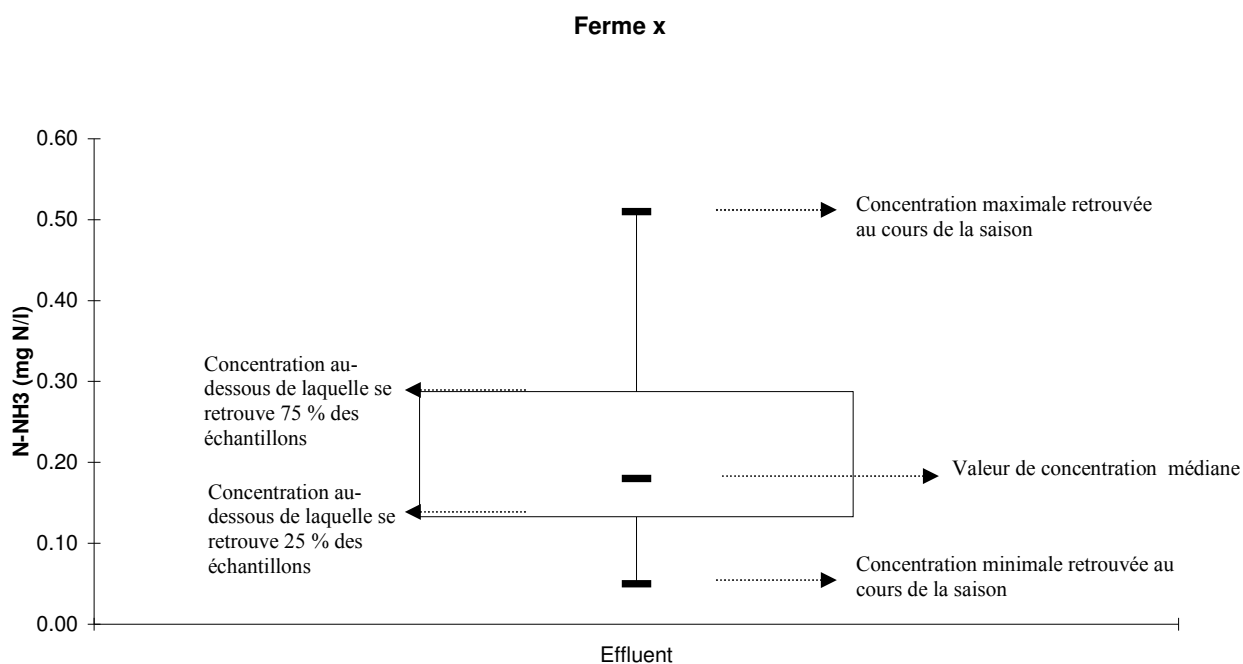 Ferme x
0.60
0.50
0.40
0.30
0.20
0.10
0.00
N-NH3 (mg N/l)
Concentration maximale retrouvée
au cours de la saison
Concentration au-
dessous de laquelle se
retrouve 75 % des
échantillons
Valeur de concentration médiane
Concentration au-
dessous de laquelle se
retrouve 25 % des
échantillons
Concentration minimale retrouvée au
cours de la saison
Effluent